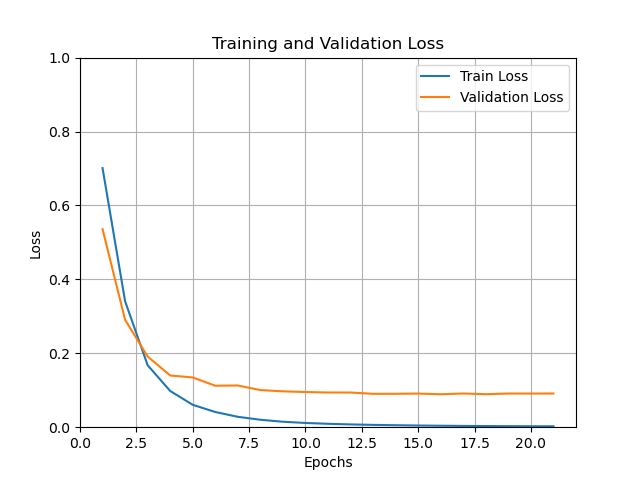 Training and Validation Loss
Train Loss
Validation Loss
1.0
0.8
0.6
0.4
0.2
0.0
Loss
0.0 2.5 5.0 7.5 10.0 12.5 15.0 17.5 20.0
Epochs